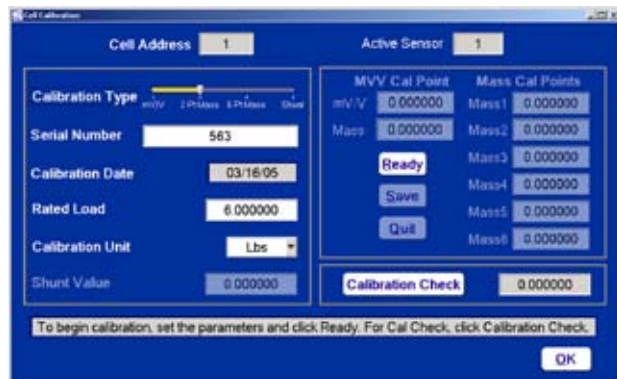 Cell Calibration
Cell Address 1
Active Sensor 1
Calibration Type
mV/V 2 PtMass 6 PtMass Shunt
Serial Number 563
Calibration Date 03/16/05
Rated Load 6.000000
Calibration Unit Lbs
Shunt Value 0.000000
MVV Cal Point
mV/V 0.000000
Mass 0.000000
Ready
Save
Quit
Mass Cal Points
Mass1 0.000000
Mass2 0.000000
Mass3 0.000000
Mass4 0.000000
Mass5 0.000000
Mass6 0.000000
Calibration Check 0.000000
To begin calibration, set the parameters and click Ready. For Cal Check, click Calibration Check.
OK